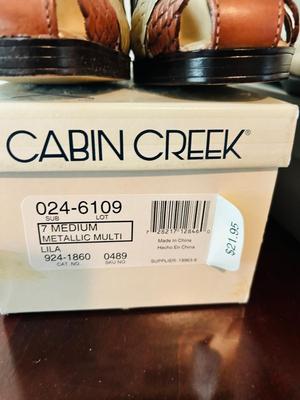 CABIN CREEK®
024-6109
SUB LOT
7 MEDIUM
METALLIC MULTI
LILA
924-1860 0489
CAT. NO. SKU NO
Made in China
Hecho En China
$21.95